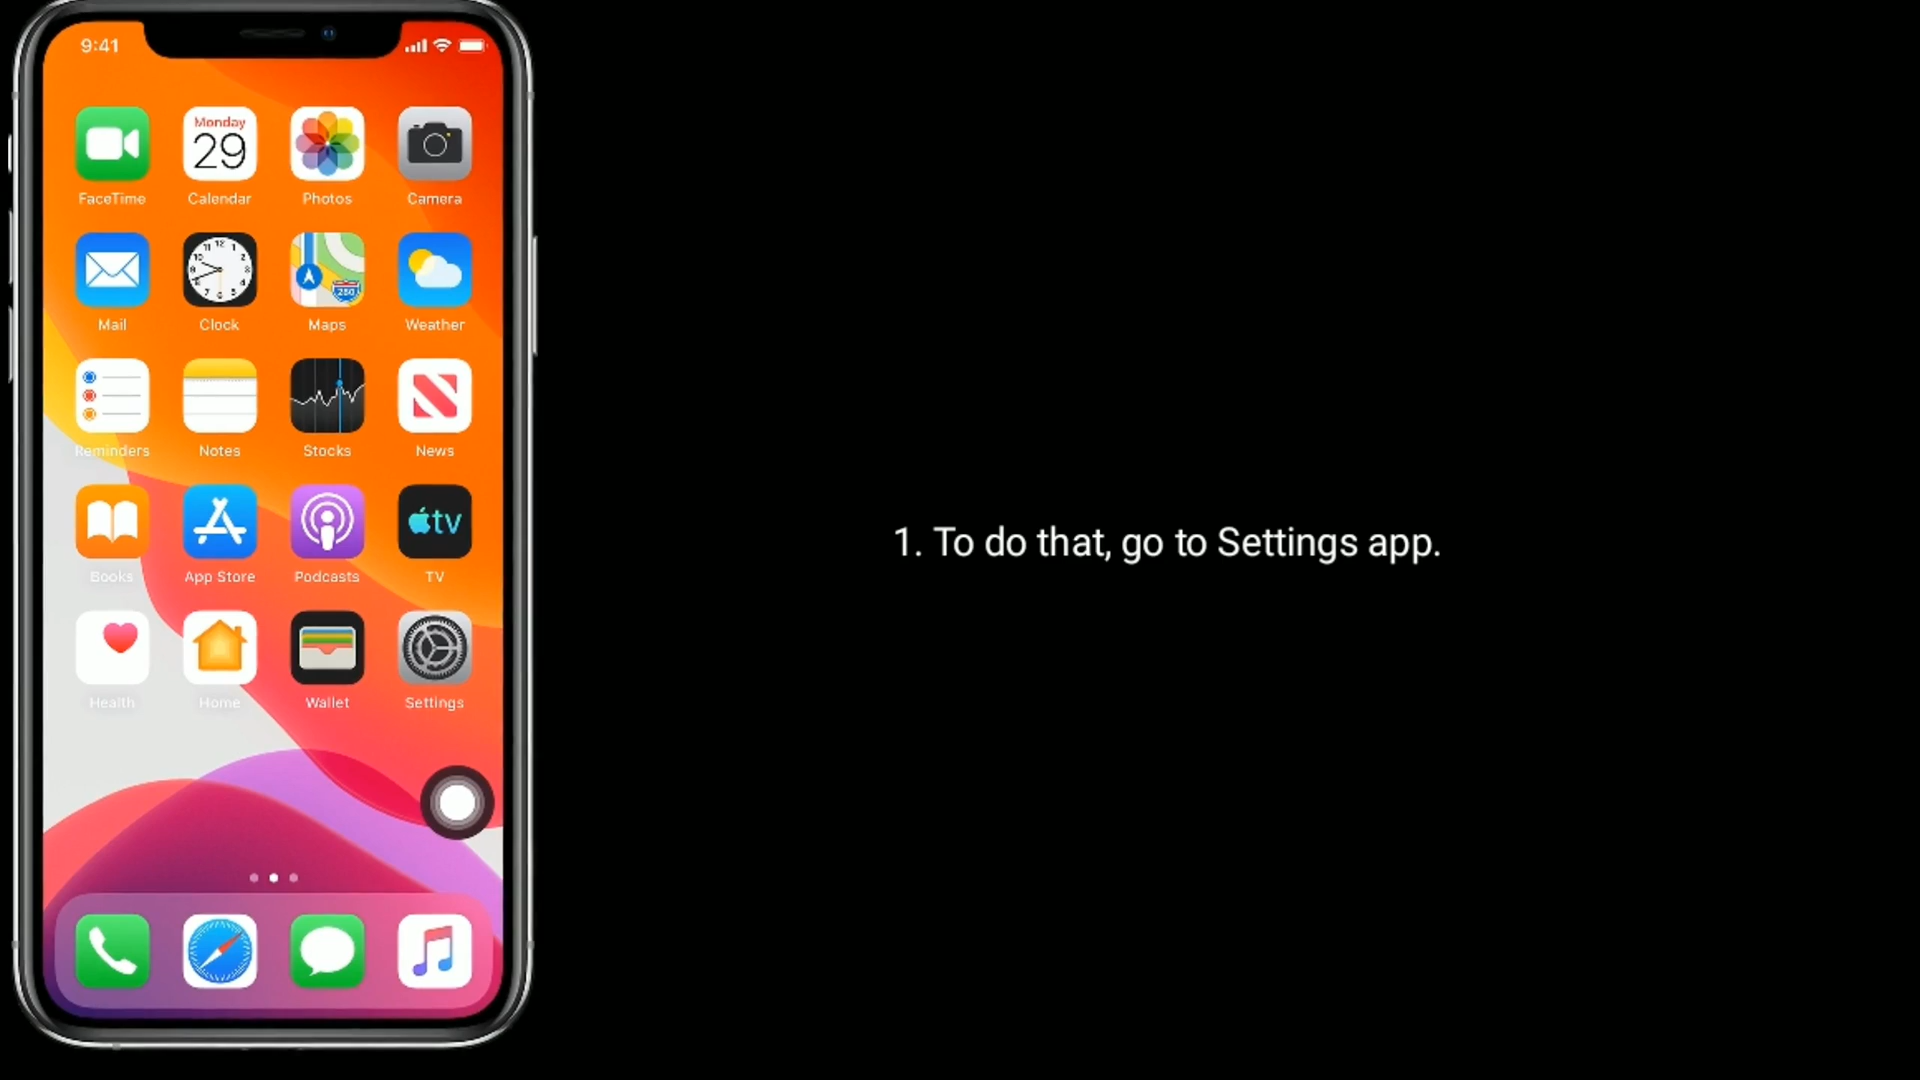 9:41
Monday
29
FaceTime
Calendar
Photos
Camera
Mail
Clock
Maps
Weather
Reminders
Notes
Stocks
News
tv
Books
App Store
Podcasts
TV
Health
Home
Wallet
Settings
1. To do that, go to Settings app.